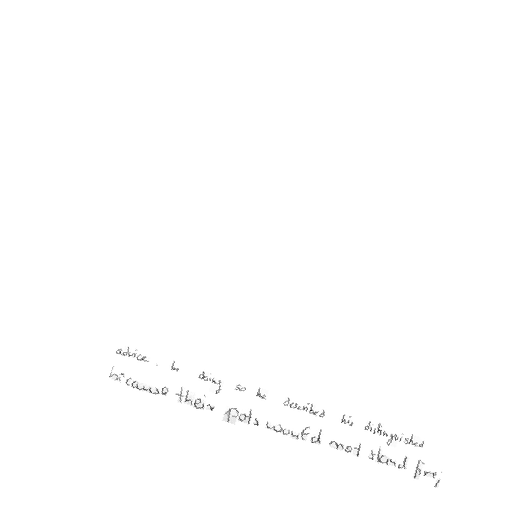 advice. In doing so he described his distinguished
because their pots would not stand fire,